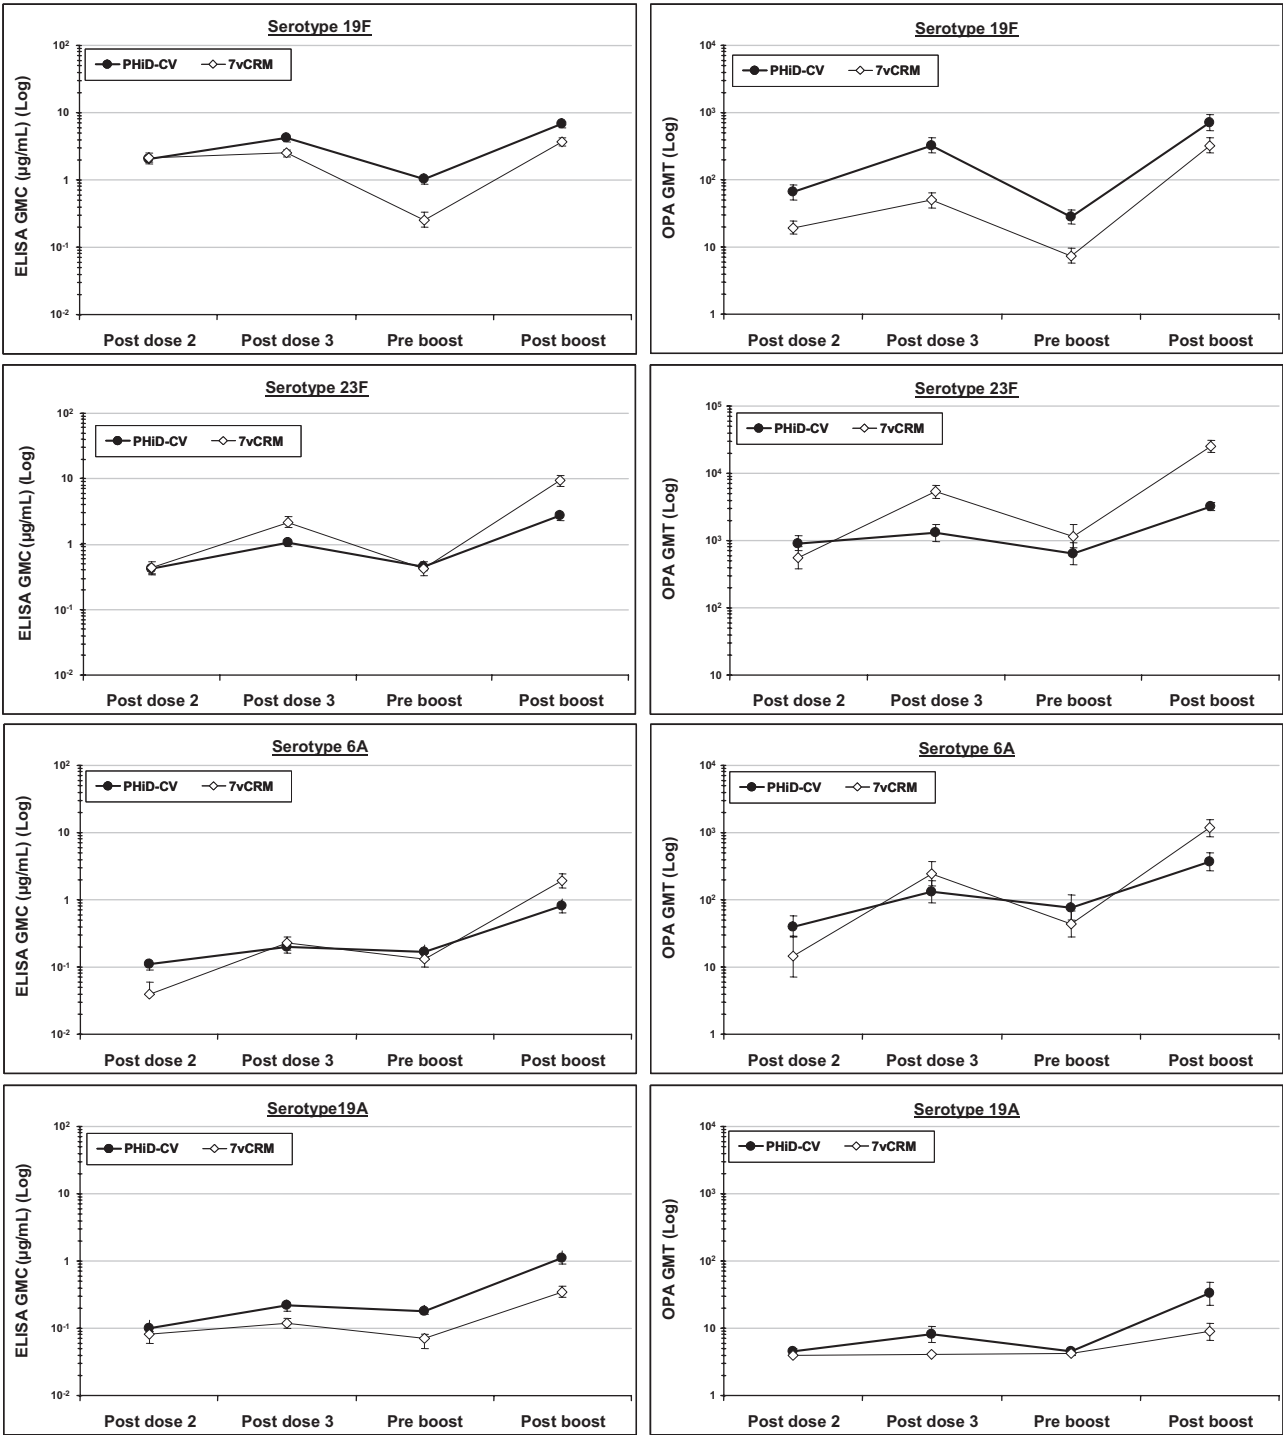 Serotype 19F
ELISA GMC (µg/mL) (Log)
10²
10
1
10⁻¹
10⁻²
PHiD-CV 7vCRM
Post dose 2 Post dose 3 Pre boost Post boost
Serotype 19F
OPA GMT (Log)
10⁴
10³
10²
10
1
PHiD-CV 7vCRM
Post dose 2 Post dose 3 Pre boost Post boost
Serotype 23F
ELISA GMC (µg/mL) (Log)
10²
10
1
10⁻¹
10⁻²
PHiD-CV 7vCRM
Post dose 2 Post dose 3 Pre boost Post boost
Serotype 23F
OPA GMT (Log)
10⁵
10⁴
10³
10²
10
PHiD-CV 7vCRM
Post dose 2 Post dose 3 Pre boost Post boost
Serotype 6A
ELISA GMC (µg/mL) (Log)
10²
10
1
10⁻¹
10⁻²
PHiD-CV 7vCRM
Post dose 2 Post dose 3 Pre boost Post boost
Serotype 6A
OPA GMT (Log)
10⁴
10³
10²
10
1
PHiD-CV 7vCRM
Post dose 2 Post dose 3 Pre boost Post boost
Serotype19A
ELISA GMC (µg/mL) (Log)
10²
10
1
10⁻¹
10⁻²
PHiD-CV 7vCRM
Post dose 2 Post dose 3 Pre boost Post boost
Serotype 19A
OPA GMT (Log)
10⁴
10³
10²
10
1
PHiD-CV 7vCRM
Post dose 2 Post dose 3 Pre boost Post boost